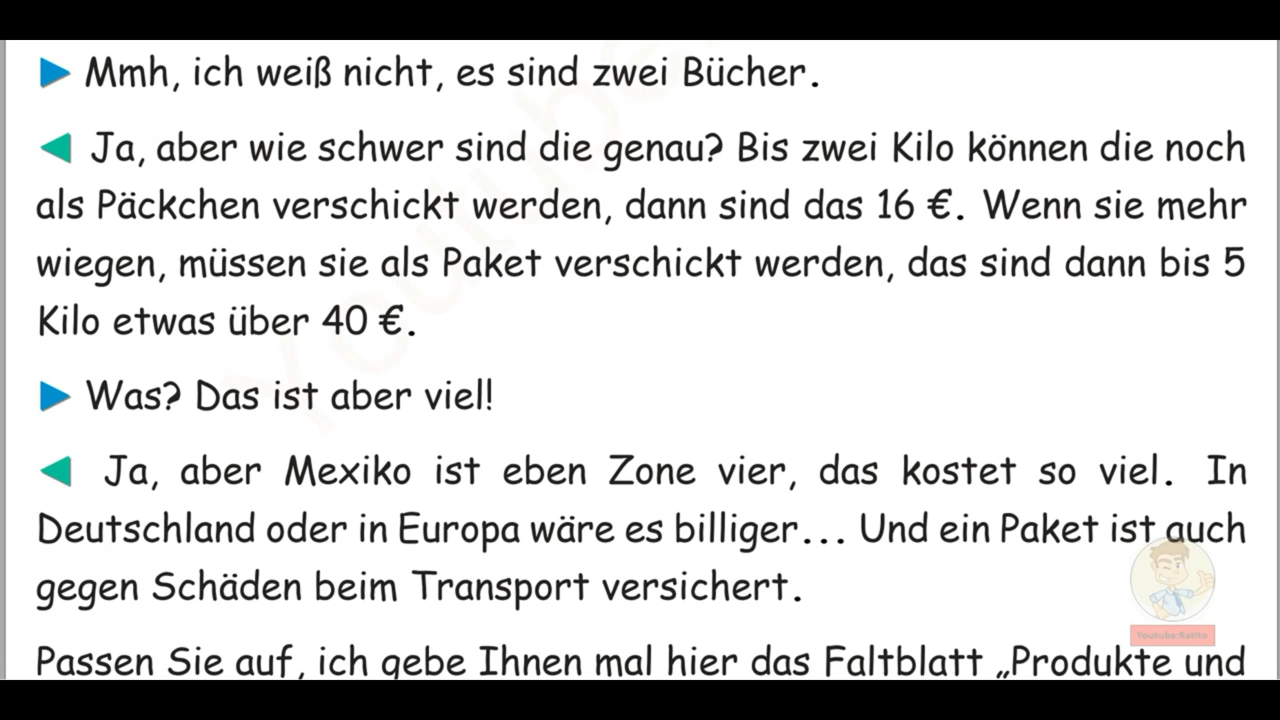 ▶ Mmh, ich weiß nicht, es sind zwei Bücher.
◀ Ja, aber wie schwer sind die genau? Bis zwei Kilo können die noch
als Päckchen verschickt werden, dann sind das 16 €. Wenn sie mehr
wiegen, müssen sie als Paket verschickt werden, das sind dann bis 5
Kilo etwas über 40 €.
▶ Was? Das ist aber viel!
◀ Ja, aber Mexiko ist eben Zone vier, das kostet so viel. In
Deutschland oder in Europa wäre es billiger... Und ein Paket ist auch
gegen Schäden beim Transport versichert.
Youtube:Ratito
Passen Sie auf, ich gebe Ihnen mal hier das Faltblatt „Produkte und